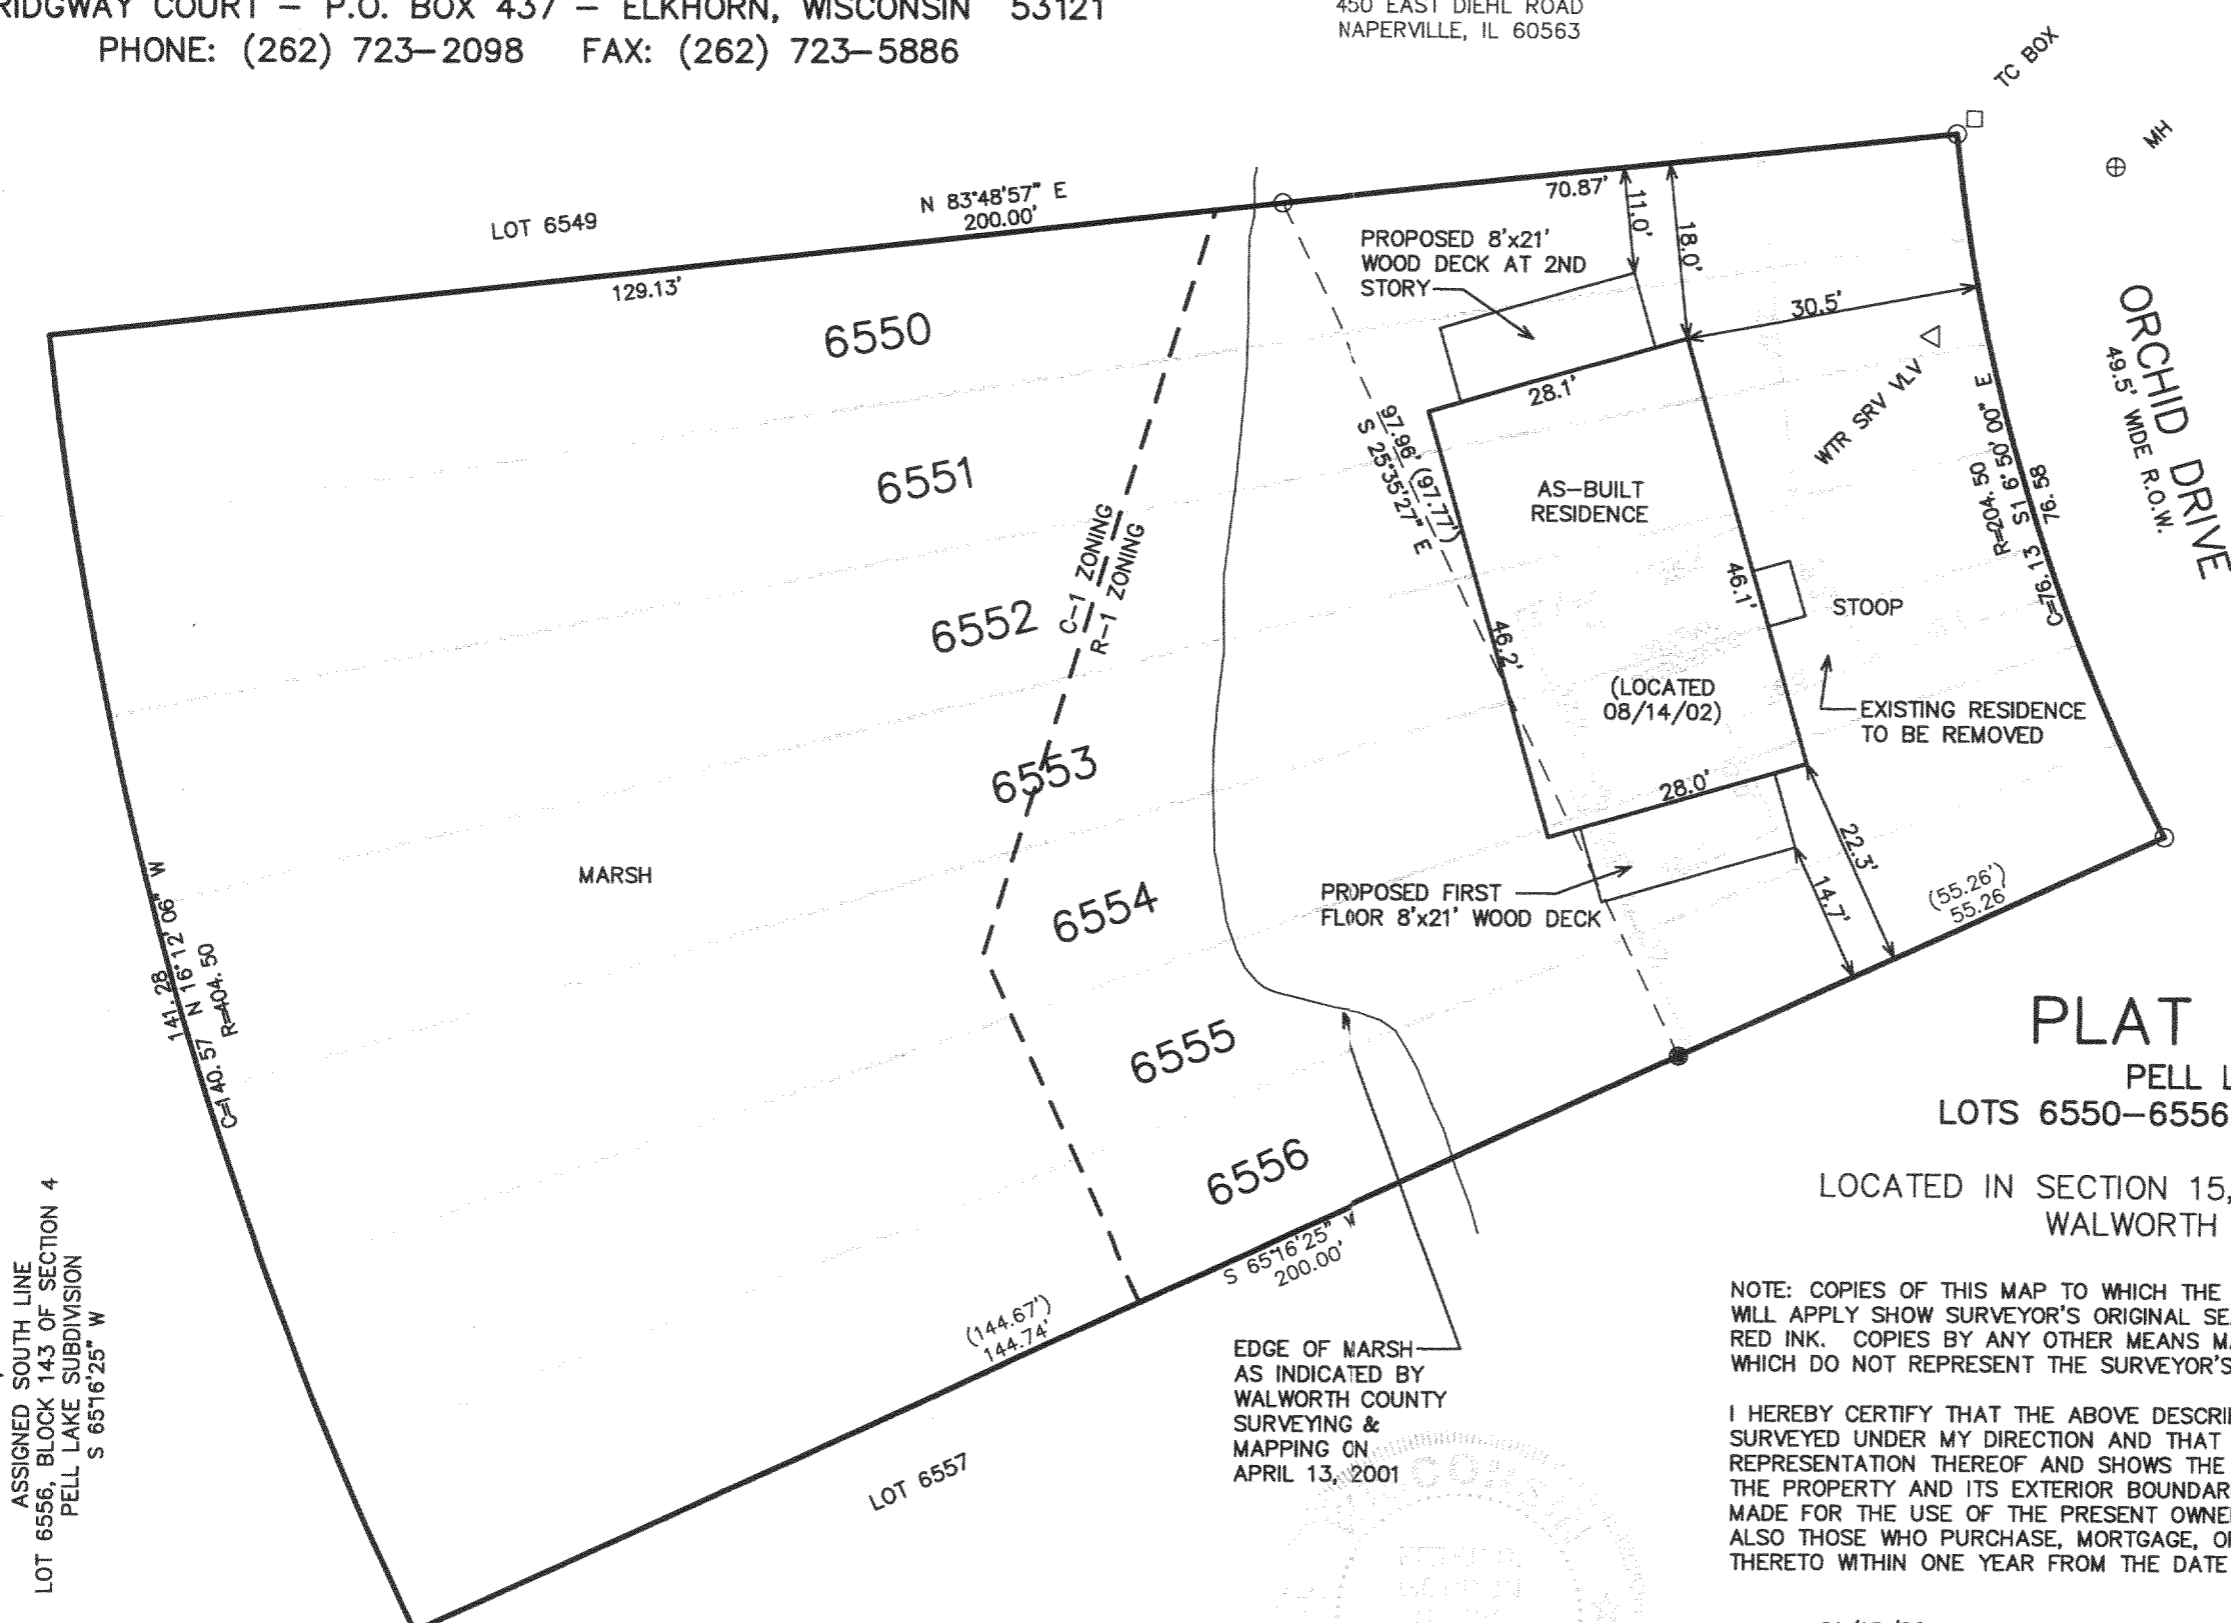 RIDGWAY COURT – P.O. BOX 437 – ELKHORN, WISCONSIN 53121
PHONE: (262) 723–2098 FAX: (262) 723–5886
450 EAST DIEHL ROAD
NAPERVILLE, IL 60563
TC BOX
MH
LOT 6549
N 83°48'57" E
200.00'
129.13'
70.87'
11.0'
18.0'
PROPOSED 8'x21'
WOOD DECK AT 2ND
STORY
30.5'
WTR SRV VLV
ORCHID DRIVE
49.5' WIDE R.O.W.
R=204.50
C=76.13 S16°50'00" E
76.58
6550
6551
6552
6553
6554
6555
6556
C–1 ZONING
R–1 ZONING
97.96' (97.77')
S 25°35'27" E
28.1'
AS–BUILT
RESIDENCE
46.1'
46.2'
STOOP
(LOCATED
08/14/02)
EXISTING RESIDENCE
TO BE REMOVED
28.0'
22.3'
14.7'
PROPOSED FIRST
FLOOR 8'x21' WOOD DECK
(55.26')
55.26'
MARSH
141.28
C=140.57 N 16°12'06" W
R=404.50
S 65°16'25" W
200.00'
(144.67')
144.74'
LOT 6557
EDGE OF MARSH
AS INDICATED BY
WALWORTH COUNTY
SURVEYING &
MAPPING ON
APRIL 13, 2001
ASSIGNED SOUTH LINE
LOT 6556, BLOCK 143 OF SECTION 4
PELL LAKE SUBDIVISION
S 65°16'25" W
PLAT
PELL L
LOTS 6550–6556
LOCATED IN SECTION 15,
WALWORTH
NOTE: COPIES OF THIS MAP TO WHICH THE
WILL APPLY SHOW SURVEYOR'S ORIGINAL SE
RED INK. COPIES BY ANY OTHER MEANS M
WHICH DO NOT REPRESENT THE SURVEYOR'S
I HEREBY CERTIFY THAT THE ABOVE DESCRI
SURVEYED UNDER MY DIRECTION AND THAT
REPRESENTATION THEREOF AND SHOWS THE
THE PROPERTY AND ITS EXTERIOR BOUNDAR
MADE FOR THE USE OF THE PRESENT OWNE
ALSO THOSE WHO PURCHASE, MORTGAGE, O
THERETO WITHIN ONE YEAR FROM THE DATE